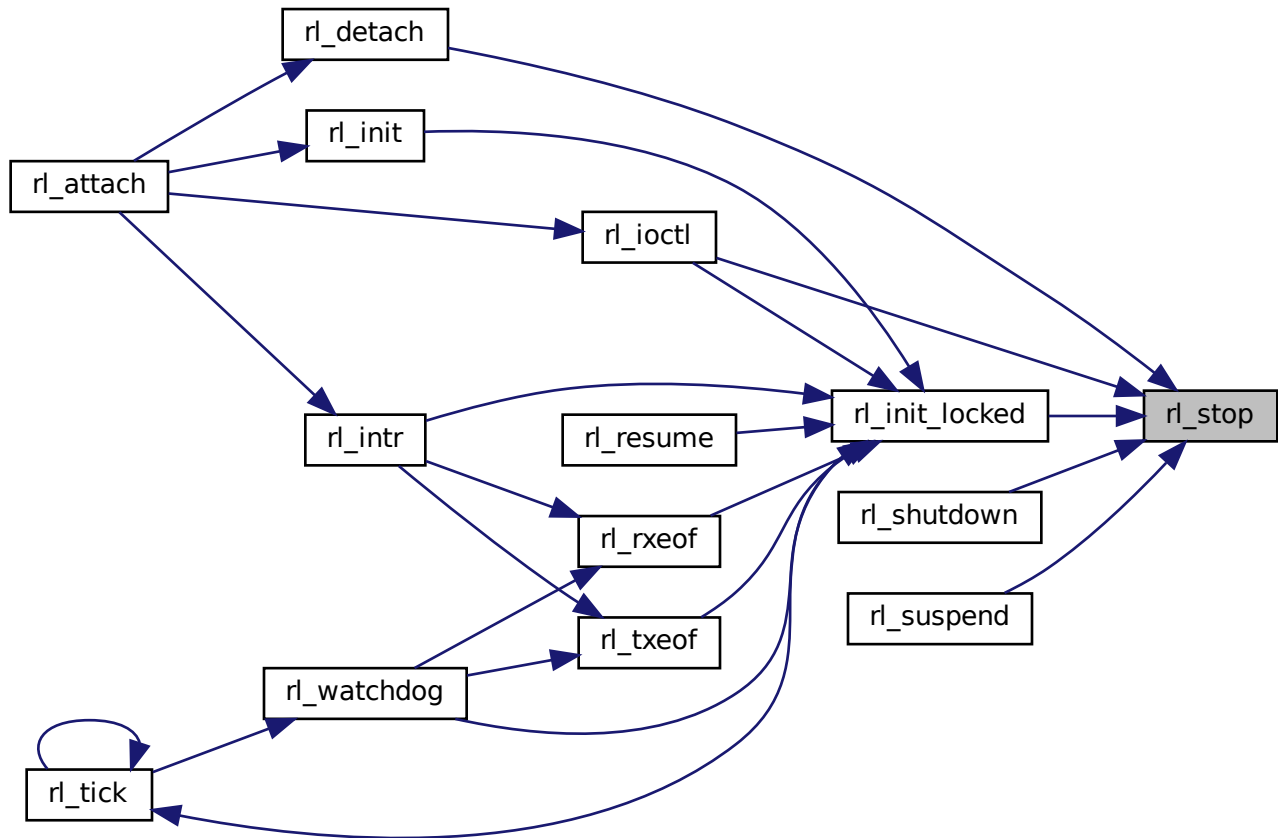 rl_detach
rl_init
rl_attach
rl_ioctl
rl_intr
rl_resume
rl_init_locked
rl_stop
rl_shutdown
rl_rxeof
rl_suspend
rl_txeof
rl_watchdog
rl_tick